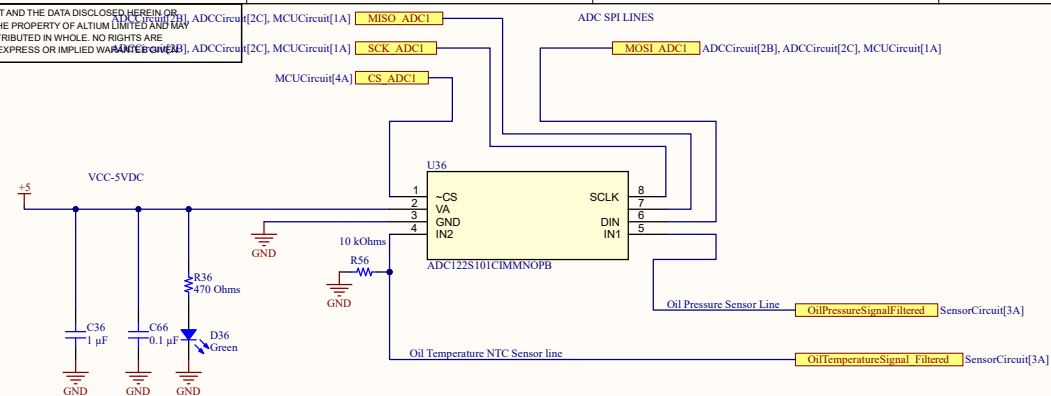 T AND THE DATA DISCLOSED HEREIN OR
HE PROPERTY OF ALTIUM LIMITED AND MAY
TRIBUTED IN WHOLE. NO RIGHTS ARE
EXPRESS OR IMPLIED WARANTEE GIVEN
ADCCircuit[2B], ADCCircuit[2C], MCUCircuit[1A] MISO_ADC1
ADC SPI LINES
ADCCircuit[2B], ADCCircuit[2C], MCUCircuit[1A] SCK_ADC1
MOSI_ADC1 ADCCircuit[2B], ADCCircuit[2C], MCUCircuit[1A]
MCUCircuit[4A] CS_ADC1
U36
VCC-5VDC
+5
1 ~CS SCLK 8
2 VA 7
3 GND DIN 6
4 IN2 IN1 5
ADC122S101CIMMNOPB
GND
10 kOhms
R56
GND
R36
470 Ohms
C36
1 µF
C66
0.1 µF
D36
Green
GND
GND
GND
Oil Pressure Sensor Line
OilPressureSignalFiltered SensorCircuit[3A]
Oil Temperature NTC Sensor line
OilTemperatureSignal_Filtered SensorCircuit[3A]